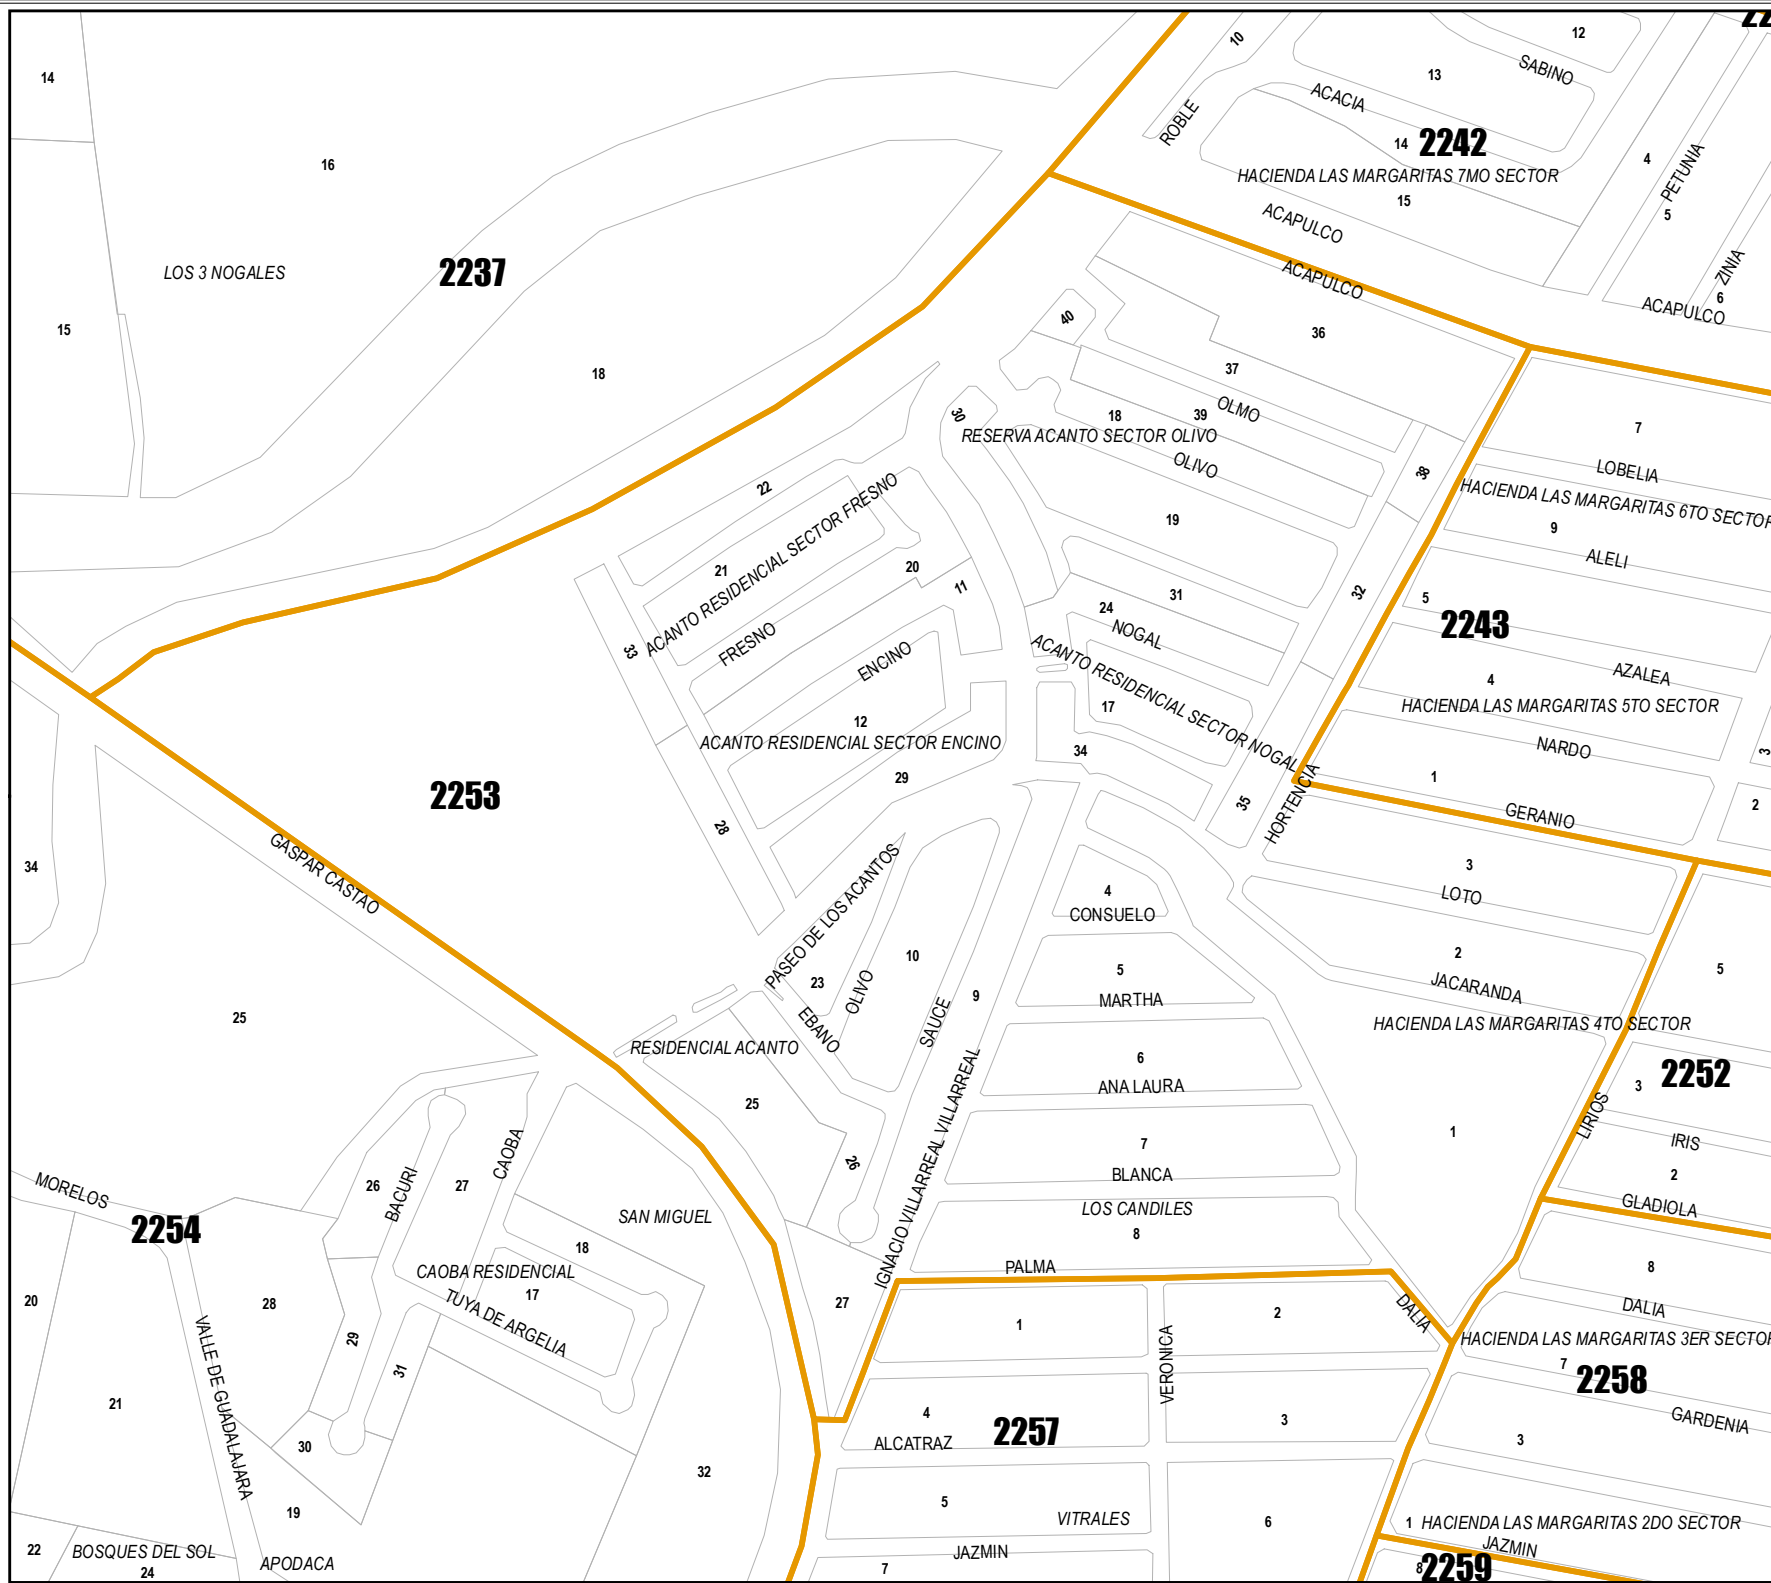 12
10
SABINO
14
13
ACACIA
ROBLE
14
2242
16
4
HACIENDA LAS MARGARITAS 7MO SECTOR
PETUNIA
15
5
ACAPULCO
LOS 3 NOGALES
2237
ACAPULCO
ZINIA
6
ACAPULCO
15
40
36
18
37
30
18
39
OLMO
RESERVA ACANTO SECTOR OLIVO
7
OLIVO
38
LOBELIA
22
HACIENDA LAS MARGARITAS 6TO SECTOR
ACANTO RESIDENCIAL SECTOR FRESNO
19
9
ALELI
21
20
11
31
32
5
24
2243
33
FRESNO
NOGAL
ENCINO
ACANTO RESIDENCIAL SECTOR NOGAL
AZALEA
4
17
HACIENDA LAS MARGARITAS 5TO SECTOR
12
ACANTO RESIDENCIAL SECTOR ENCINO
34
NARDO
3
29
1
2253
35
HORTENCIA
2
28
GERANIO
GASPAR CASTAO
34
3
4
LOTO
CONSUELO
PASEO DE LOS ACANTOS
10
2
5
5
23
OLIVO
9
MARTHA
JACARANDA
25
EBANO
SAUCE
HACIENDA LAS MARGARITAS 4TO SECTOR
RESIDENCIAL ACANTO
6
2252
ANA LAURA
3
25
LIRIOS
1
IRIS
CAOBA
7
26
IGNACIO VILLARREAL VILLARREAL
BLANCA
2
MORELOS
26
27
BACURI
GLADIOLA
2254
SAN MIGUEL
LOS CANDILES
8
18
PALMA
8
CAOBA RESIDENCIAL
17
20
28
27
TUYA DE ARGELIA
DALIA
DALIA
1
2
29
HACIENDA LAS MARGARITAS 3ER SECTOR
VALLE DE GUADALAJARA
31
7
2258
VERONICA
21
4
3
GARDENIA
2257
ALCATRAZ
3
30
32
5
19
VITRALES
6
1
HACIENDA LAS MARGARITAS 2DO SECTOR
22
BOSQUES DEL SOL
JAZMIN
JAZMIN
APODACA
24
7
8
2259